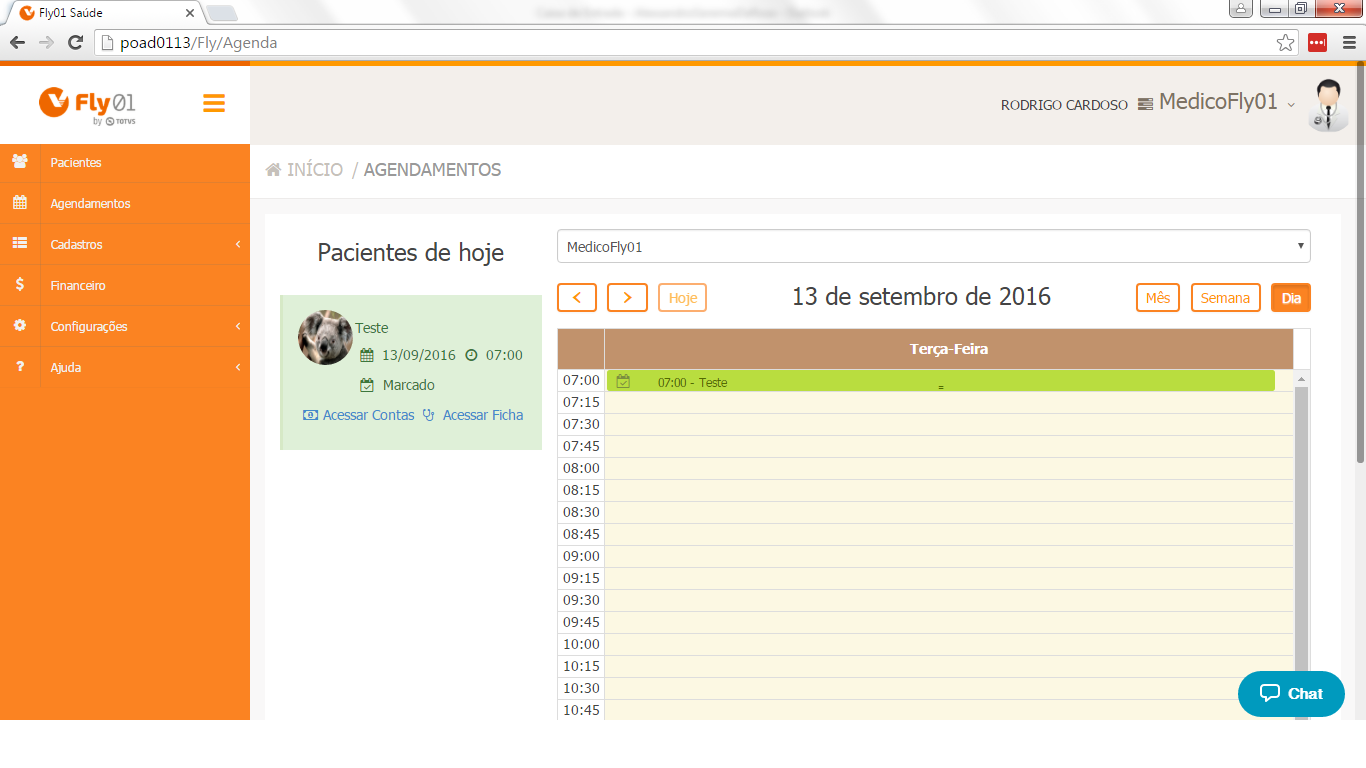 Fly01 Saúde
poad0113/Fly/Agenda
Fly01
by TOTVS
RODRIGO CARDOSO MedicoFly01
Pacientes
Agendamentos
Cadastros
Financeiro
Configurações
Ajuda
INÍCIO / AGENDAMENTOS
Pacientes de hoje
Teste
13/09/2016 07:00
Marcado
Acessar Contas Acessar Ficha
MedicoFly01
< > Hoje 13 de setembro de 2016 Mês Semana Dia
Terça-Feira
07:00 07:00 - Teste
07:15
07:30
07:45
08:00
08:15
08:30
08:45
09:00
09:15
09:30
09:45
10:00
10:15
10:30
10:45
Chat